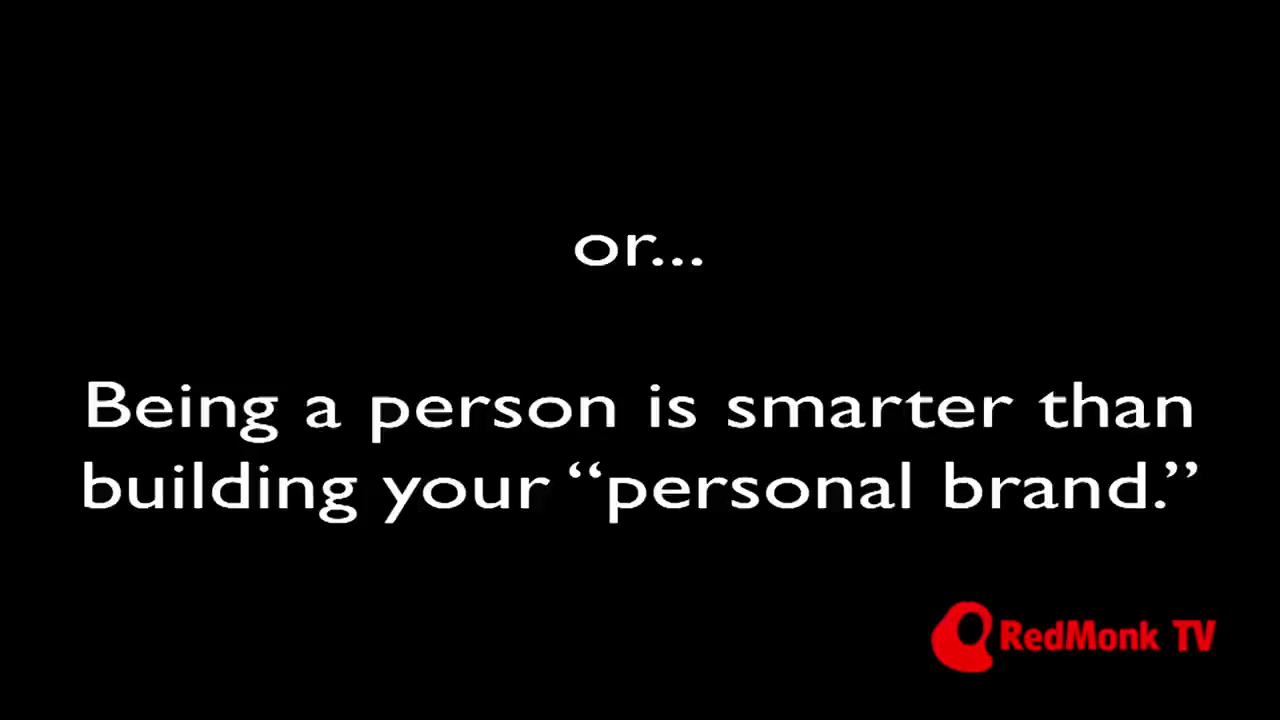 or...
Being a person is smarter than
building your “personal brand.”
RedMonk TV